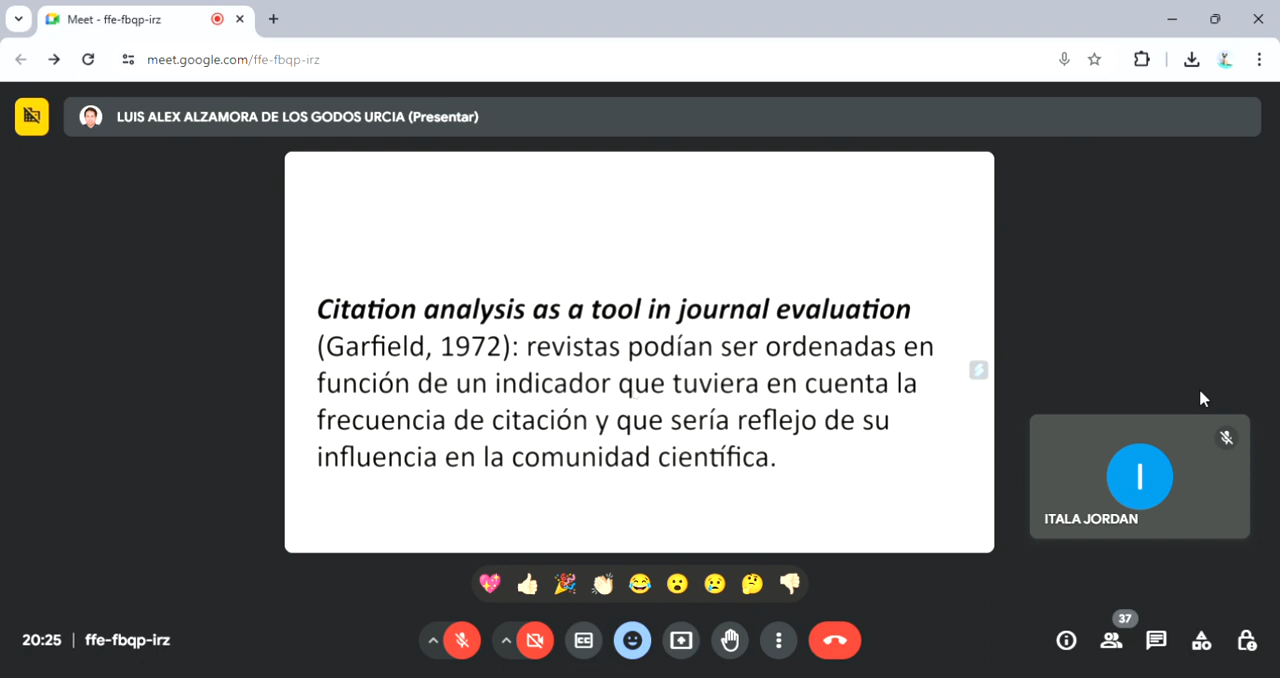 Meet - ffe-fbqp-irz
meet.google.com/ffe-fbqp-irz
LUIS ALEX ALZAMORA DE LOS GODOS URCIA (Presentar)
Citation analysis as a tool in journal evaluation
(Garfield, 1972): revistas podían ser ordenadas en
función de un indicador que tuviera en cuenta la
frecuencia de citación y que sería reflejo de su
influencia en la comunidad científica.
I
ITALA JORDAN
20:25 | ffe-fbqp-irz
CC
37